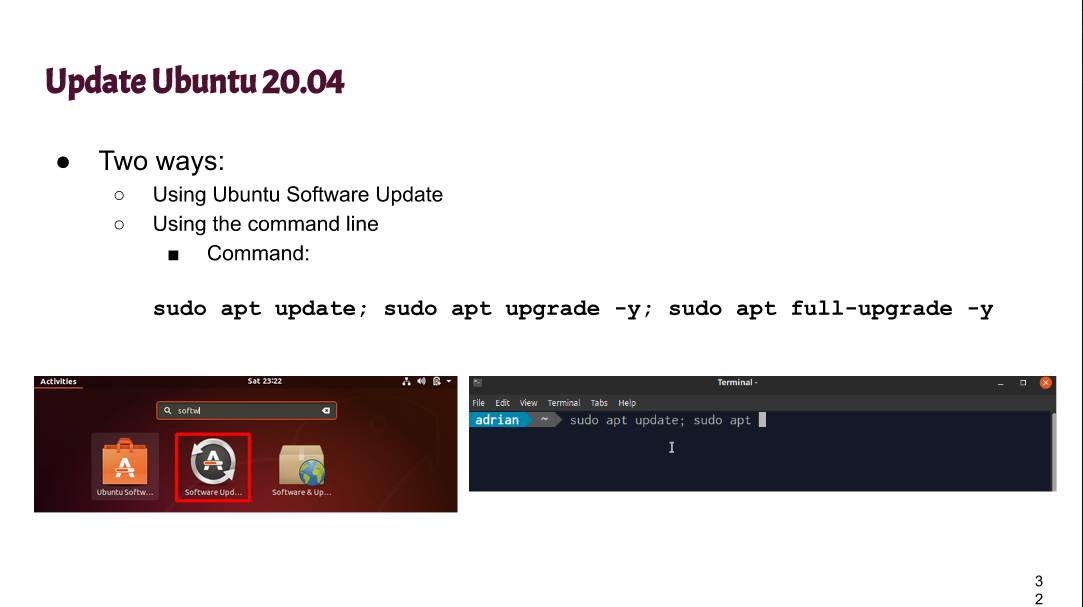 Update Ubuntu 20.04
● Two ways:
○ Using Ubuntu Software Update
○ Using the command line
■ Command:
sudo apt update; sudo apt upgrade -y; sudo apt full-upgrade -y
Activities Sat 23:22
softw
Ubuntu Softw... Software Upd... Software & Up...
Terminal -
File Edit View Terminal Tabs Help
adrian ~ sudo apt update; sudo apt
3
2